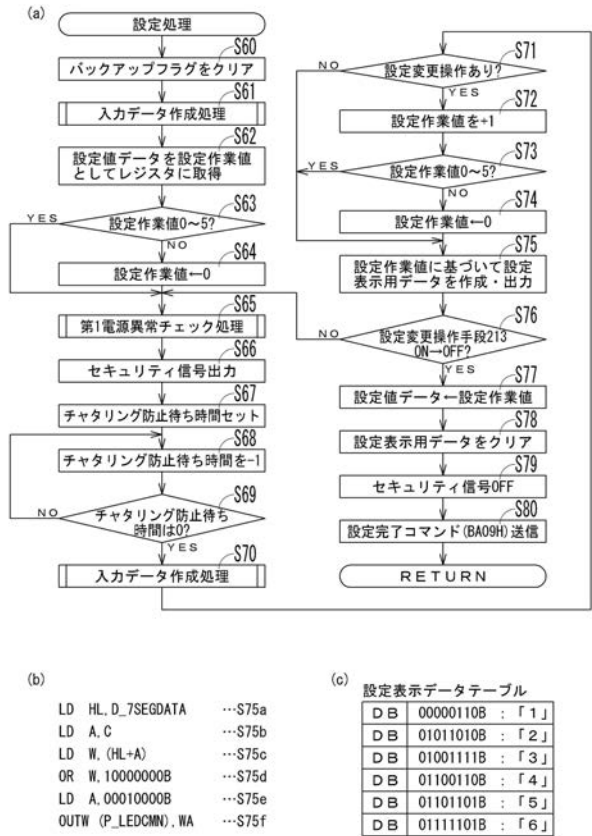 (a)
設定処理
S60
バックアップフラグをクリア
S61
入力データ作成処理
S62
設定値データを設定作業値
としてレジスタに取得
S63
YES
設定作業値0～5?
NO
S64
設定作業値←0
S65
第1電源異常チェック処理
S66
セキュリティ信号出力
S67
チャタリング防止待ち時間セット
S68
チャタリング防止待ち時間を-1
S69
NO
チャタリング防止待ち
時間は0?
YES
S70
入力データ作成処理
S71
NO
設定変更操作あり?
YES
S72
設定作業値を+1
S73
YES
設定作業値0～5?
NO
S74
設定作業値←0
S75
設定作業値に基づいて設定
表示用データを作成・出力
S76
NO
設定変更操作手段213
ON→OFF?
YES
S77
設定値データ←設定作業値
S78
設定表示用データをクリア
S79
セキュリティ信号OFF
S80
設定完了コマンド(BA09H)送信
RETURN
(b)
LD HL,D_7SEGDATA …S75a
LD A,C …S75b
LD W,(HL+A) …S75c
OR W,10000000B …S75d
LD A,00010000B …S75e
OUTW (P_LEDCMN),WA …S75f
(c)
設定表示データテーブル
DB 00000110B : 「1」
DB 01011010B : 「2」
DB 01001111B : 「3」
DB 01100110B : 「4」
DB 01101101B : 「5」
DB 01111101B : 「6」